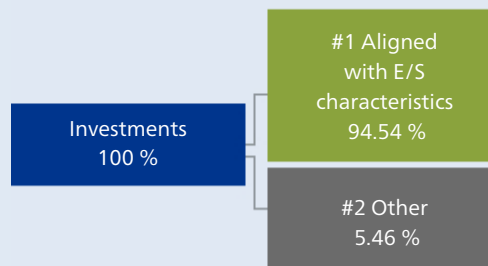 Investments
100 %
#1 Aligned
with E/S
characteristics
94.54 %
#2 Other
5.46 %